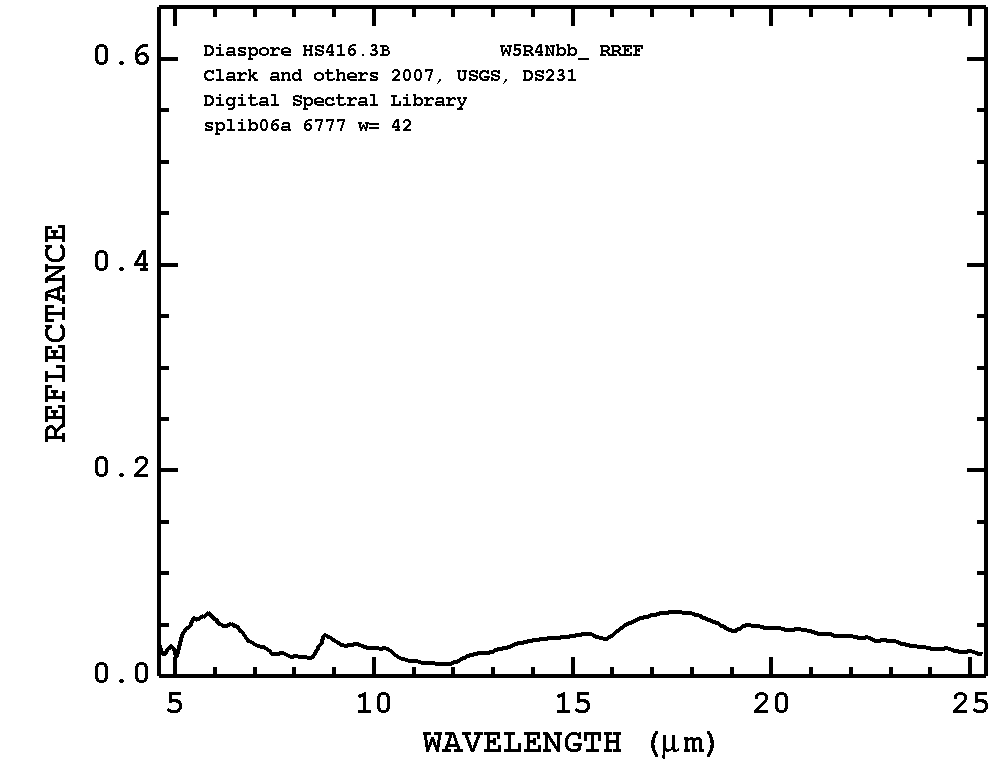 Diaspore HS416.3B W5R4Nbb_ RREF
Clark and others 2007, USGS, DS231
Digital Spectral Library
splib06a 6777 w= 42
REFLECTANCE
0.6
0.4
0.2
0.0
5 10 15 20 25
WAVELENGTH (μm)